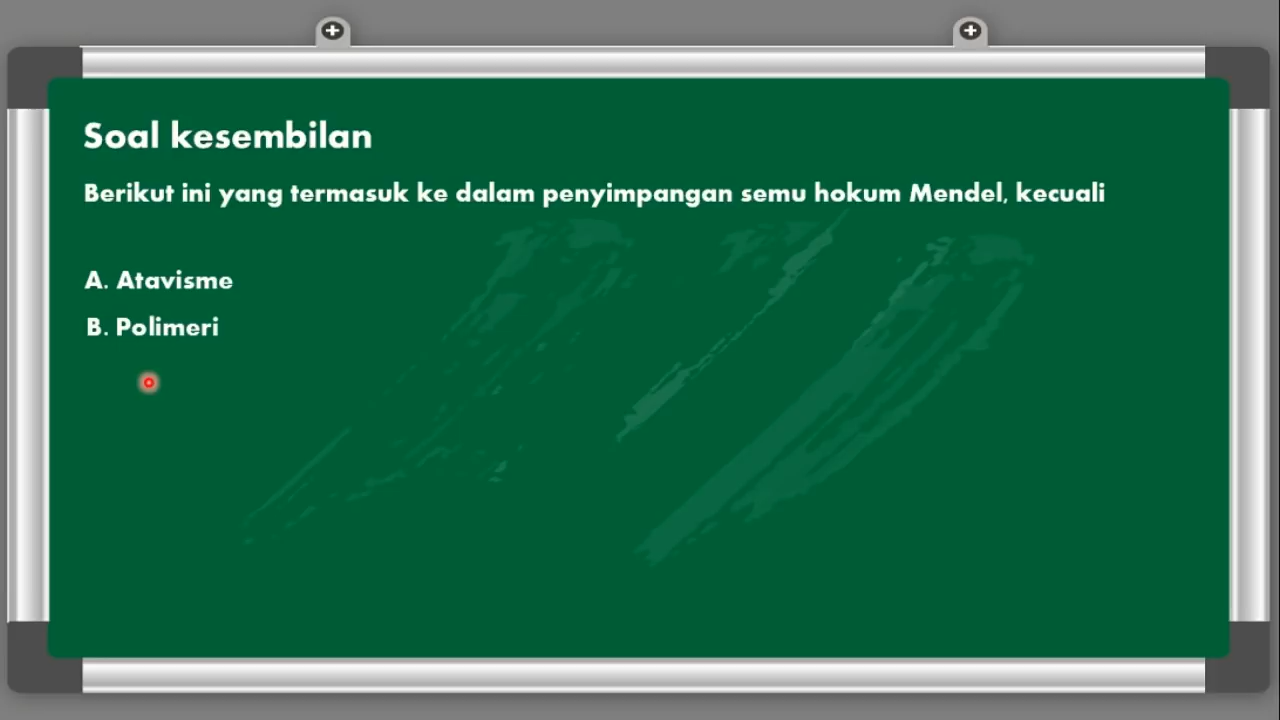 Soal kesembilan
Berikut ini yang termasuk ke dalam penyimpangan semu hokum Mendel, kecuali
A. Atavisme
B. Polimeri